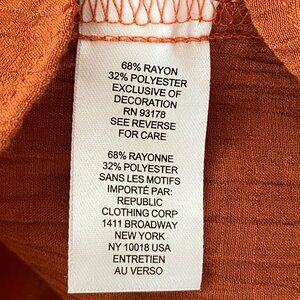 68% RAYON
32% POLYESTER
EXCLUSIVE OF
DECORATION
RN 93178
SEE REVERSE
FOR CARE
68% RAYONNE
32% POLYESTER
SANS LES MOTIFS
IMPORTÉ PAR:
REPUBLIC
CLOTHING CORP
1411 BROADWAY
NEW YORK
NY 10018 USA
ENTRETIEN
AU VERSO